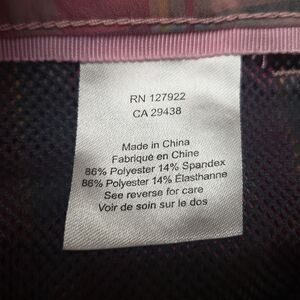 RN 127922
CA 29438
Made in China
Fabriqué en Chine
86% Polyester 14% Spandex
86% Polyester 14% Élasthanne
See reverse for care
Voir de soin sur le dos